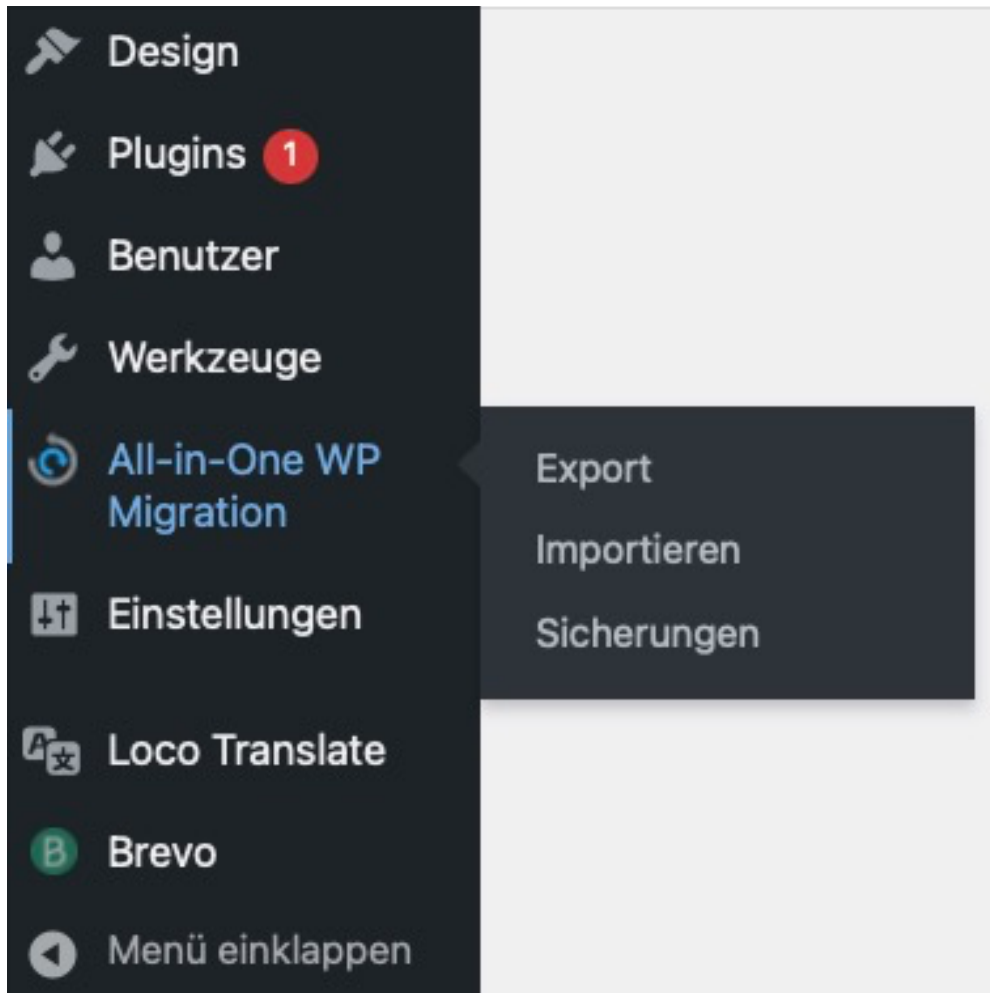 Design
Plugins 1
Benutzer
Werkzeuge
All-in-One WP
Migration
Export
Importieren
Sicherungen
Einstellungen
Loco Translate
B Brevo
Menü einklappen